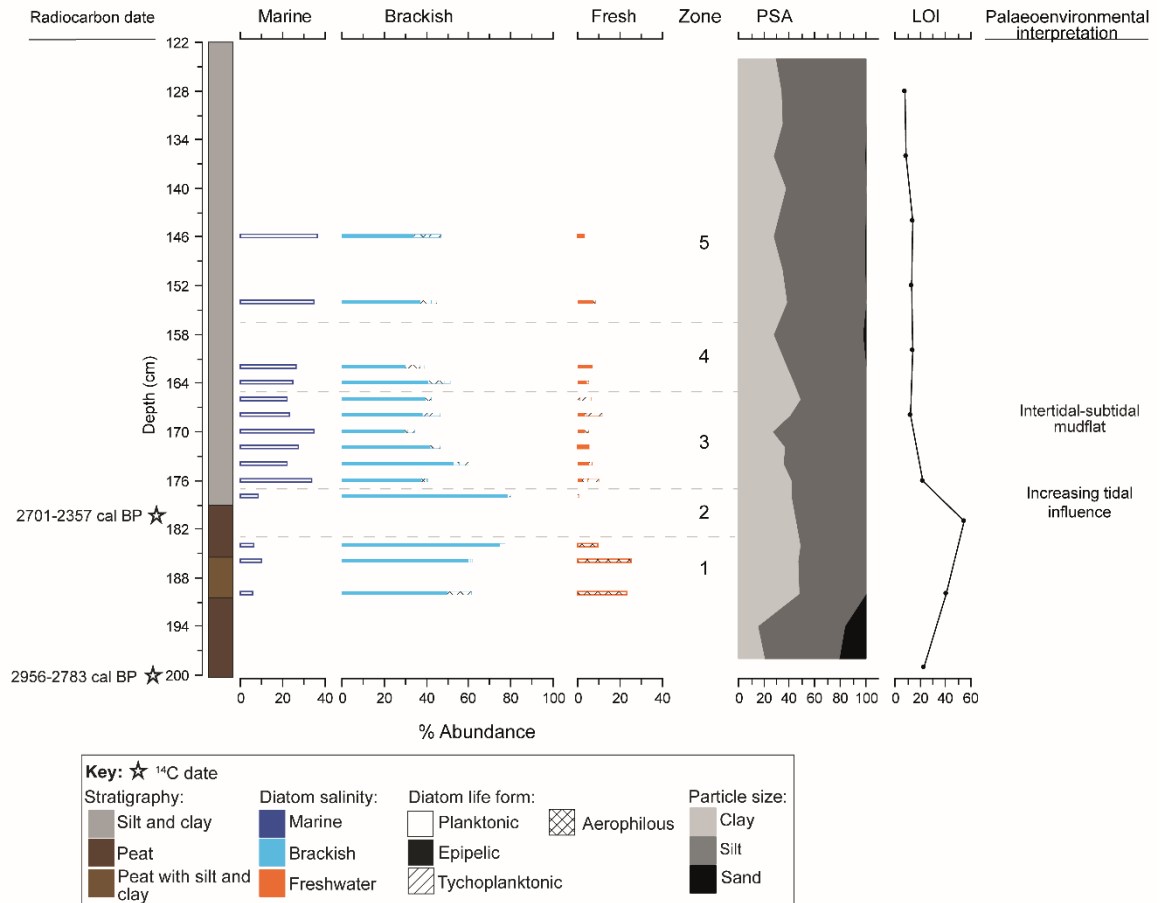 Radiocarbon date
Marine
Brackish
Fresh
Zone
PSA
LOI
Palaeoenvironmental
interpretation
Depth (cm)
122
128
134
140
146
152
158
164
170
176
182
188
194
200
2701-2357 cal BP
2956-2783 cal BP
5
4
3
2
1
Intertidal-subtidal
mudflat
Increasing tidal
influence
0 20 40
0 20 40 60 80 100
0 20 40
0 20 40 60 80 100
0 20 40 60
% Abundance
Key: 14C date
Stratigraphy:
Silt and clay
Peat
Peat with silt and
clay
Diatom salinity:
Marine
Brackish
Freshwater
Diatom life form:
Planktonic
Epipelic
Tychoplanktonic
Aerophilous
Particle size:
Clay
Silt
Sand